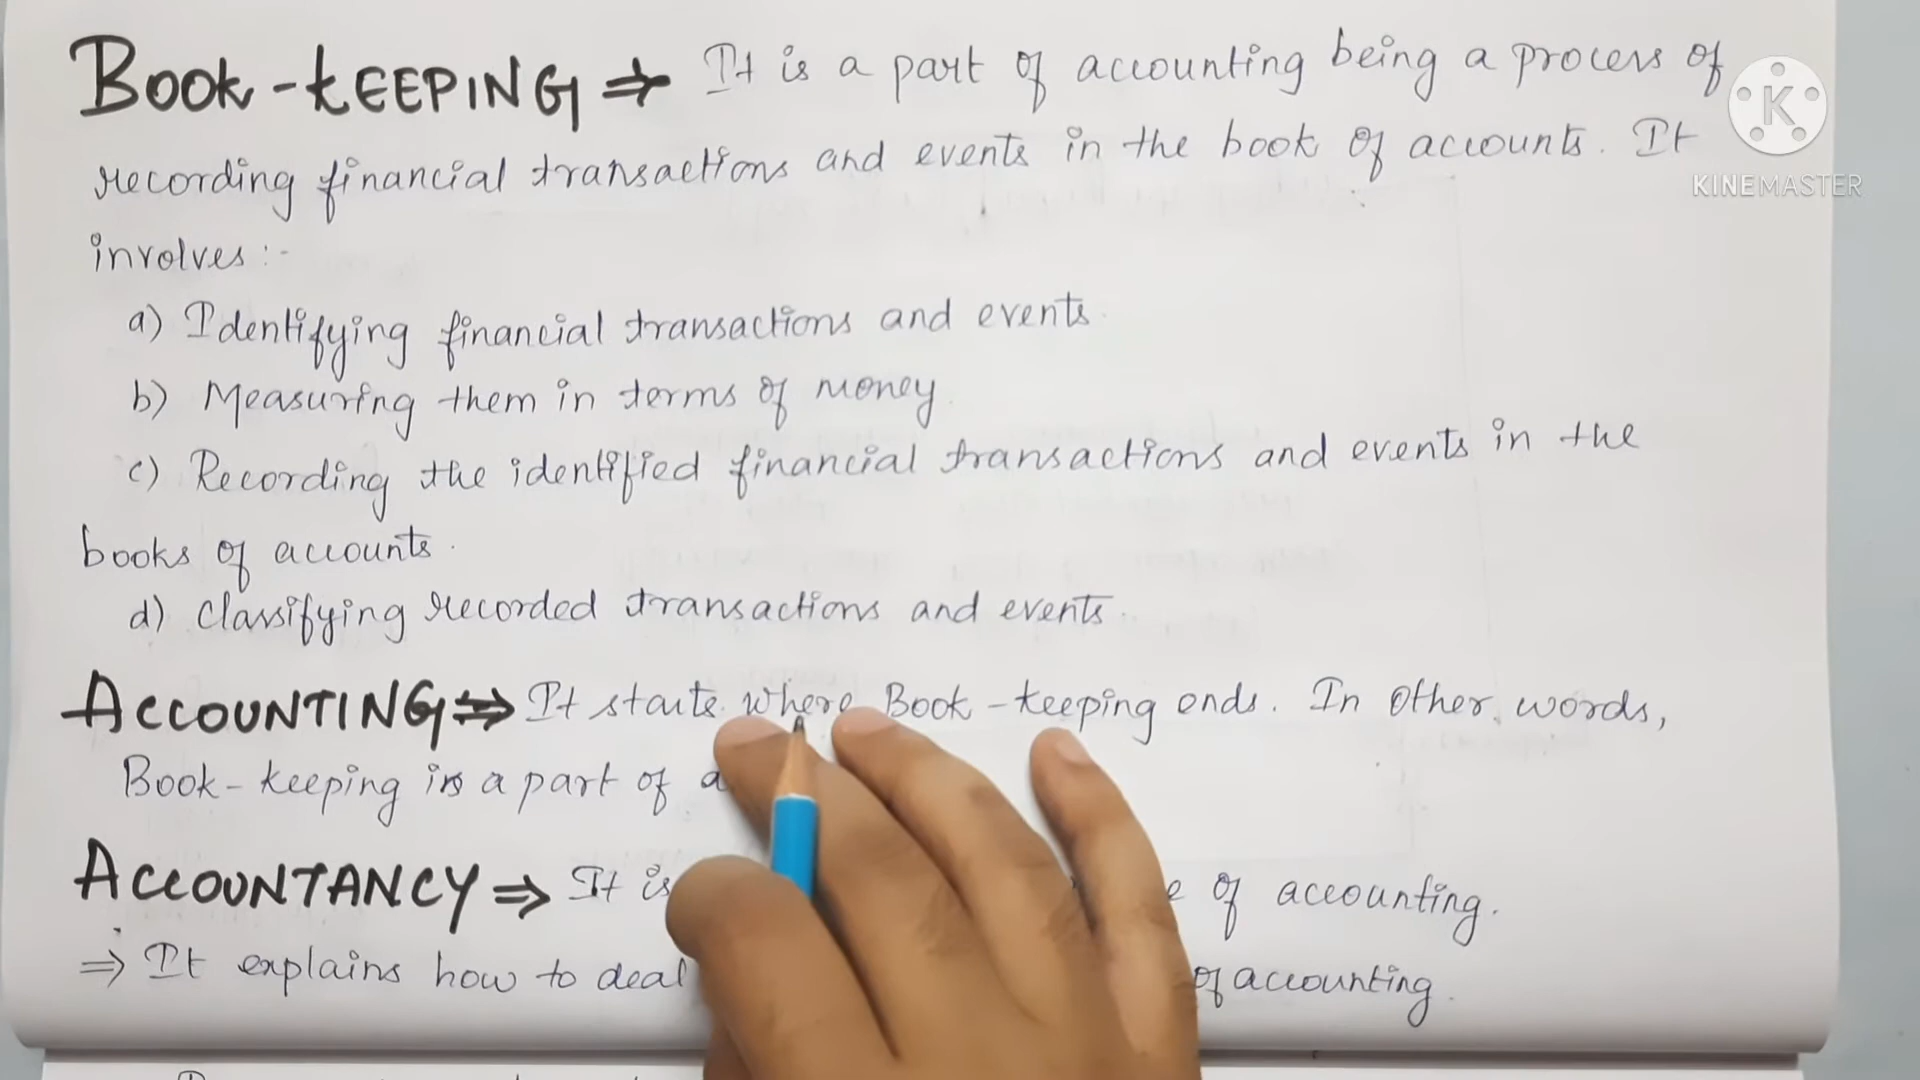 Book-KEEPING ⇒ It is a part of accounting being a process of
recording financial transactions and events in the book of accounts. It
involves:-
a) Identifying financial transactions and events.
b) Measuring them in terms of money.
c) Recording the identified financial transactions and events in the
books of accounts.
d) Classifying recorded transactions and events.
ACCOUNTING ⇒ It starts where Book-keeping ends. In other words,
Book-keeping is a part of
ACCOUNTANCY ⇒ It is of accounting.
⇒ It explains how to deal of accounting.
K
KINEMASTER